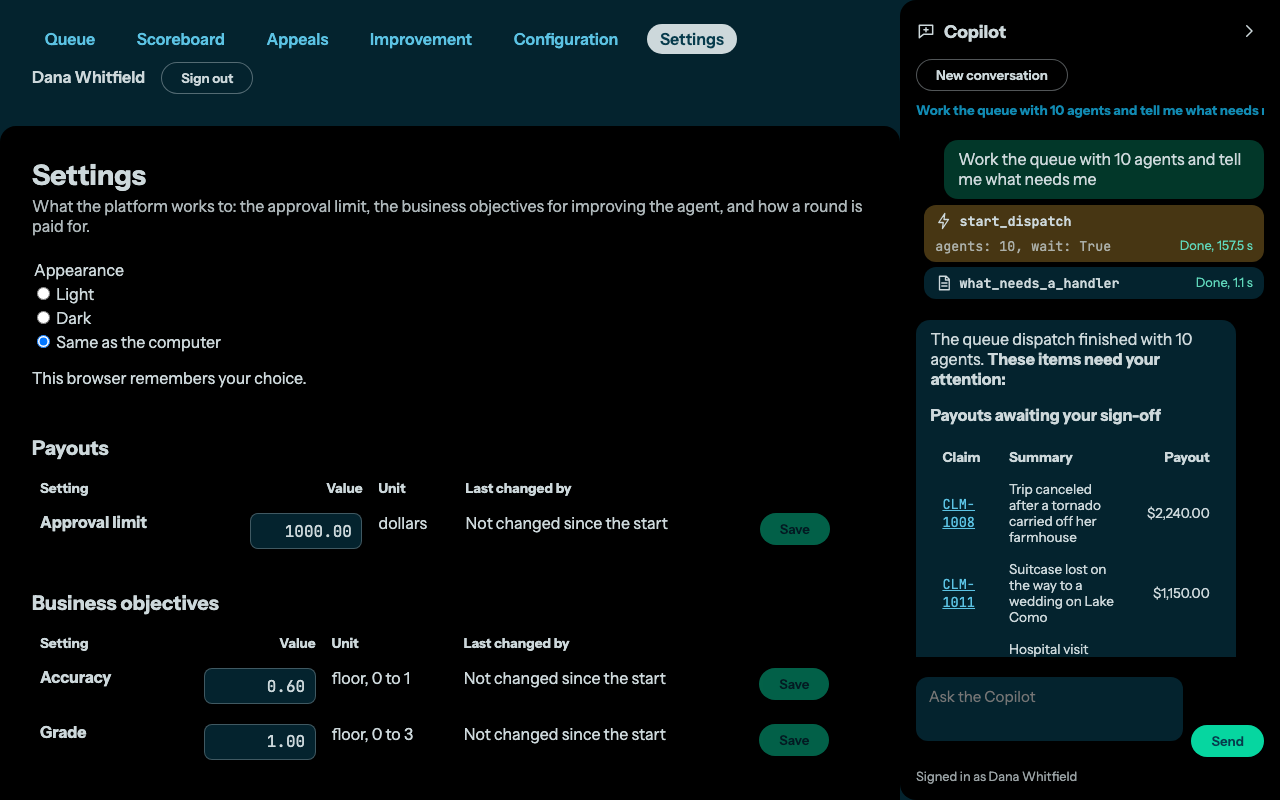 Queue Scoreboard Appeals Improvement Configuration Settings
Dana Whitfield Sign out
Settings
What the platform works to: the approval limit, the business objectives for improving the agent, and how a round is
paid for.
Appearance
Light
Dark
Same as the computer
This browser remembers your choice.
Payouts
Setting Value Unit Last changed by
Approval limit 1000.00 dollars Not changed since the start Save
Business objectives
Setting Value Unit Last changed by
Accuracy 0.60 floor, 0 to 1 Not changed since the start Save
Grade 1.00 floor, 0 to 3 Not changed since the start Save
Copilot
New conversation
Work the queue with 10 agents and tell me what needs
Work the queue with 10 agents and tell
me what needs me
start_dispatch
agents: 10, wait: True Done, 157.5 s
what_needs_a_handler Done, 1.1 s
The queue dispatch finished with 10
agents. These items need your
attention:
Payouts awaiting your sign-off
Claim Summary Payout
CLM-1008 Trip canceled
after a tornado
carried off her
farmhouse
$2,240.00
CLM-1011 Suitcase lost on
the way to a
wedding on Lake
Como
$1,150.00
Hospital visit
Ask the Copilot
Send
Signed in as Dana Whitfield